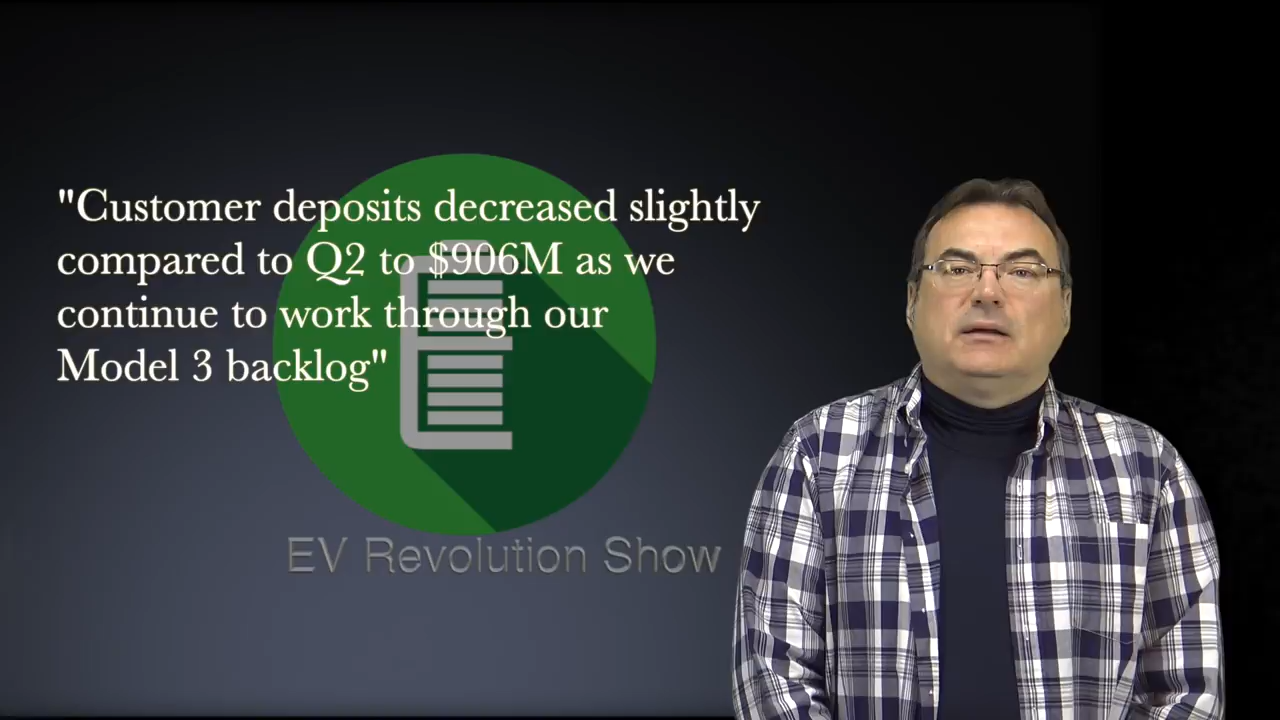 "Customer deposits decreased slightly
compared to Q2 to $906M as we
continue to work through our
Model 3 backlog"
EV Revolution Show